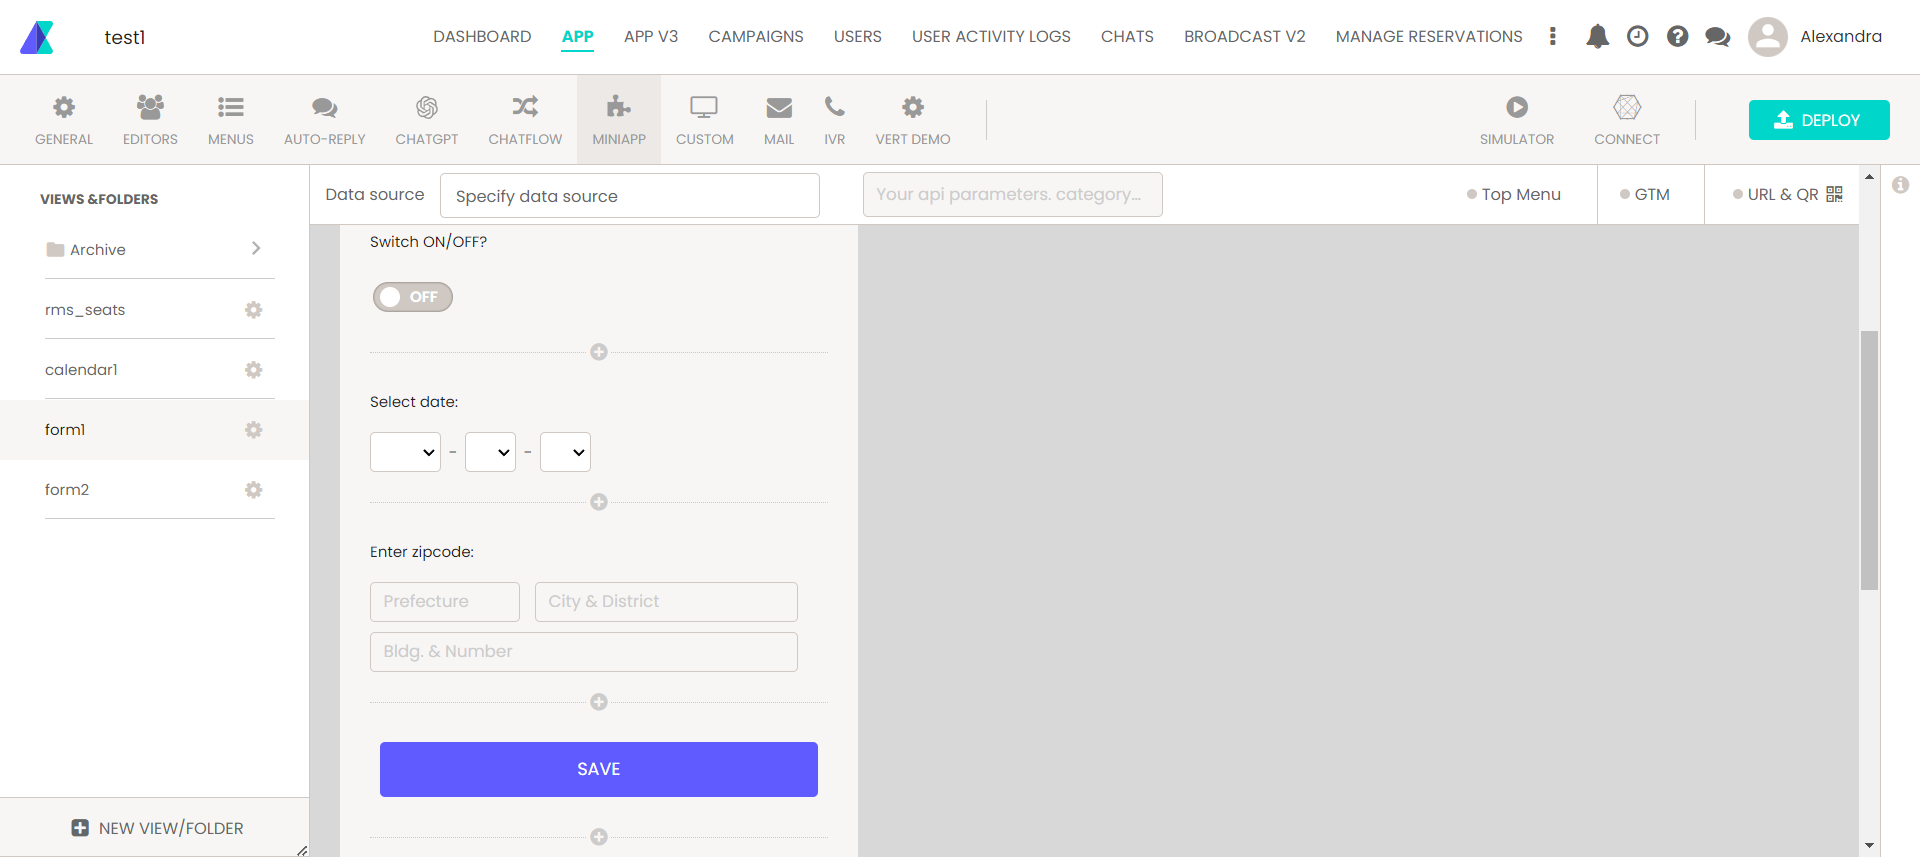 test1
DASHBOARD APP APP V3 CAMPAIGNS USERS USER ACTIVITY LOGS CHATS BROADCAST V2 MANAGE RESERVATIONS
Alexandra
GENERAL EDITORS MENUS AUTO-REPLY CHATGPT CHATFLOW MINIAPP CUSTOM MAIL IVR VERT DEMO
SIMULATOR CONNECT
DEPLOY
VIEWS &FOLDERS
Archive
rms_seats
calendar1
form1
form2
NEW VIEW/FOLDER
Data source
Specify data source
Your api parameters. category...
Top Menu
GTM
URL & QR
Switch ON/OFF?
OFF
Select date:
- -
Enter zipcode:
Prefecture
City & District
Bldg. & Number
SAVE